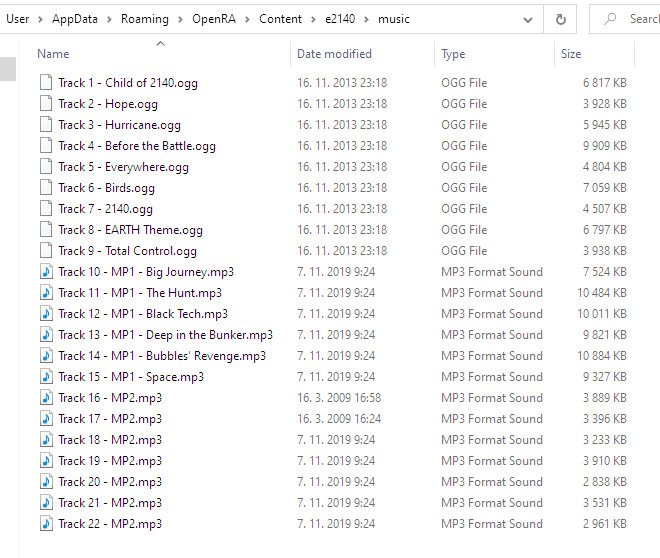 User > AppData > Roaming > OpenRA > Content > e2140 > music Searc
Name Date modified Type Size
Track 1 - Child of 2140.ogg 16. 11. 2013 23:18 OGG File 6 817 KB
Track 2 - Hope.ogg 16. 11. 2013 23:18 OGG File 3 928 KB
Track 3 - Hurricane.ogg 16. 11. 2013 23:18 OGG File 5 945 KB
Track 4 - Before the Battle.ogg 16. 11. 2013 23:18 OGG File 9 909 KB
Track 5 - Everywhere.ogg 16. 11. 2013 23:18 OGG File 4 804 KB
Track 6 - Birds.ogg 16. 11. 2013 23:18 OGG File 7 059 KB
Track 7 - 2140.ogg 16. 11. 2013 23:18 OGG File 4 507 KB
Track 8 - EARTH Theme.ogg 16. 11. 2013 23:18 OGG File 6 797 KB
Track 9 - Total Control.ogg 16. 11. 2013 23:18 OGG File 3 938 KB
Track 10 - MP1 - Big Journey.mp3 7. 11. 2019 9:24 MP3 Format Sound 7 524 KB
Track 11 - MP1 - The Hunt.mp3 7. 11. 2019 9:24 MP3 Format Sound 10 484 KB
Track 12 - MP1 - Black Tech.mp3 7. 11. 2019 9:24 MP3 Format Sound 10 011 KB
Track 13 - MP1 - Deep in the Bunker.mp3 7. 11. 2019 9:24 MP3 Format Sound 9 821 KB
Track 14 - MP1 - Bubbles' Revenge.mp3 7. 11. 2019 9:24 MP3 Format Sound 10 884 KB
Track 15 - MP1 - Space.mp3 7. 11. 2019 9:24 MP3 Format Sound 9 327 KB
Track 16 - MP2.mp3 16. 3. 2009 16:58 MP3 Format Sound 3 889 KB
Track 17 - MP2.mp3 16. 3. 2009 16:24 MP3 Format Sound 3 396 KB
Track 18 - MP2.mp3 7. 11. 2019 9:24 MP3 Format Sound 3 233 KB
Track 19 - MP2.mp3 7. 11. 2019 9:24 MP3 Format Sound 3 910 KB
Track 20 - MP2.mp3 7. 11. 2019 9:24 MP3 Format Sound 2 838 KB
Track 21 - MP2.mp3 7. 11. 2019 9:24 MP3 Format Sound 3 531 KB
Track 22 - MP2.mp3 7. 11. 2019 9:24 MP3 Format Sound 2 961 KB